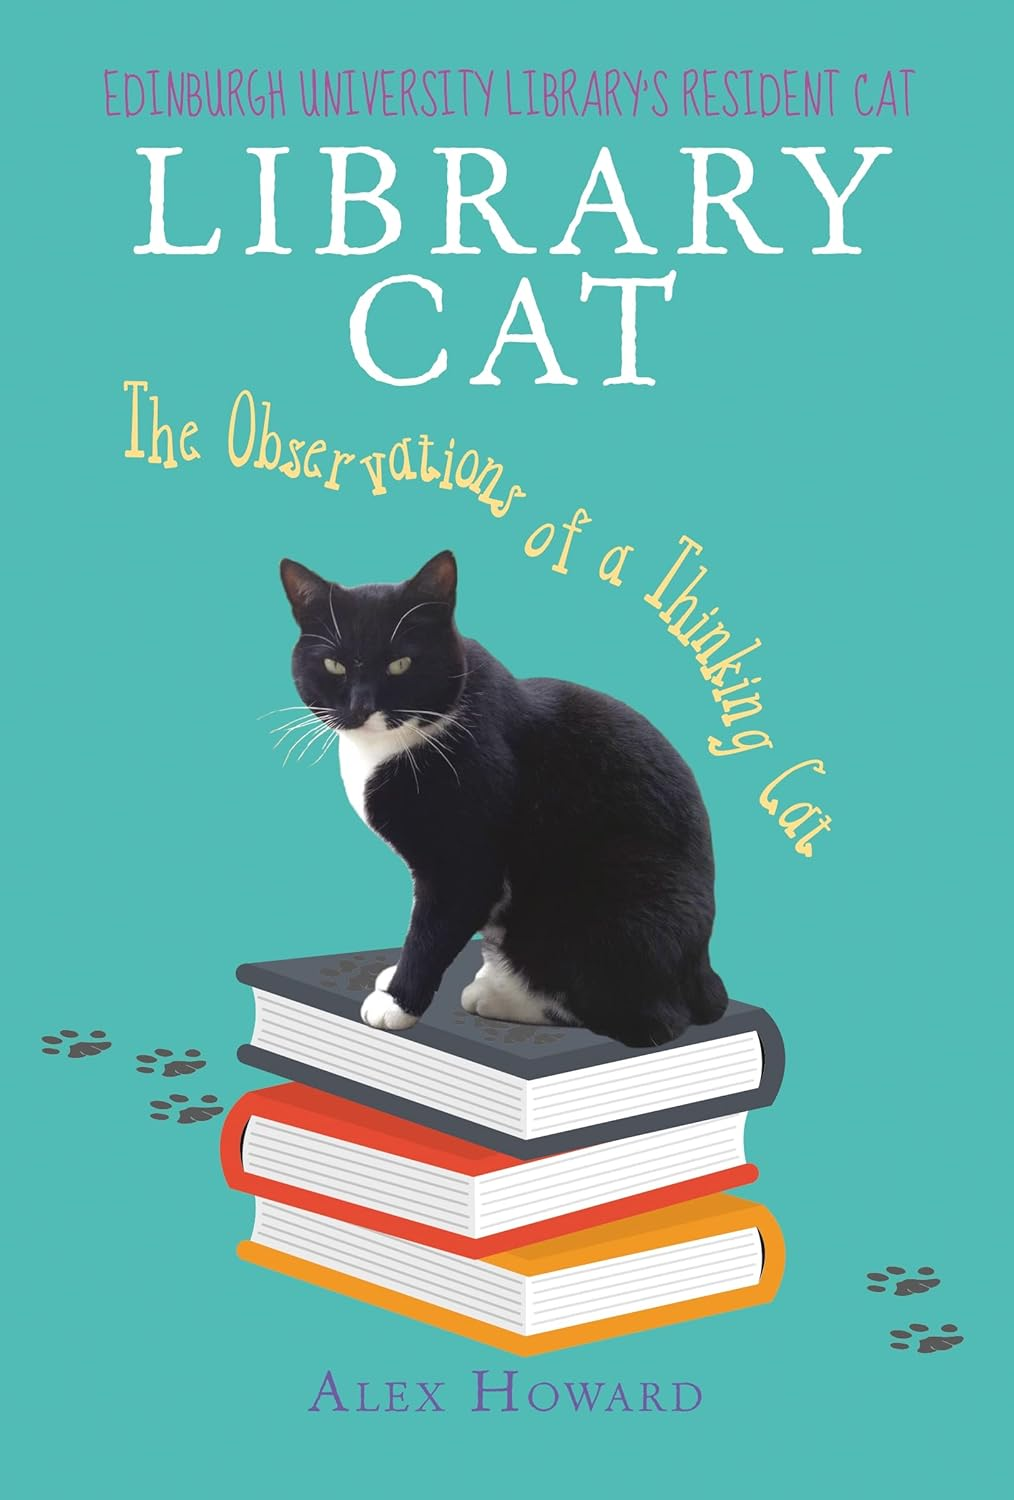 EDINBURGH UNIVERSITY LIBRARY'S RESIDENT CAT
LIBRARY
CAT
The Observations of a Thinking Cat
ALEX HOWARD